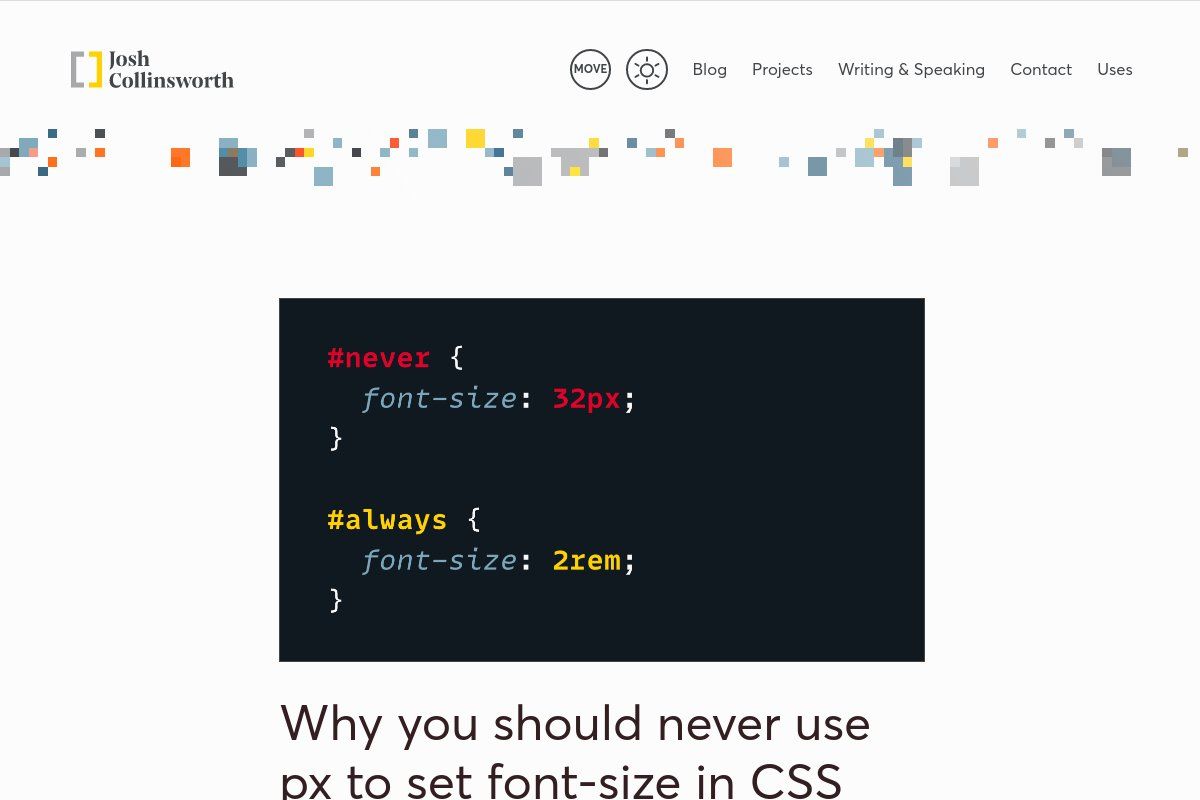 Josh
Collinsworth
MOVE
Blog Projects Writing & Speaking Contact Uses
#never {
font-size: 32px;
}
#always {
font-size: 2rem;
}
Why you should never use
px to set font-size in CSS